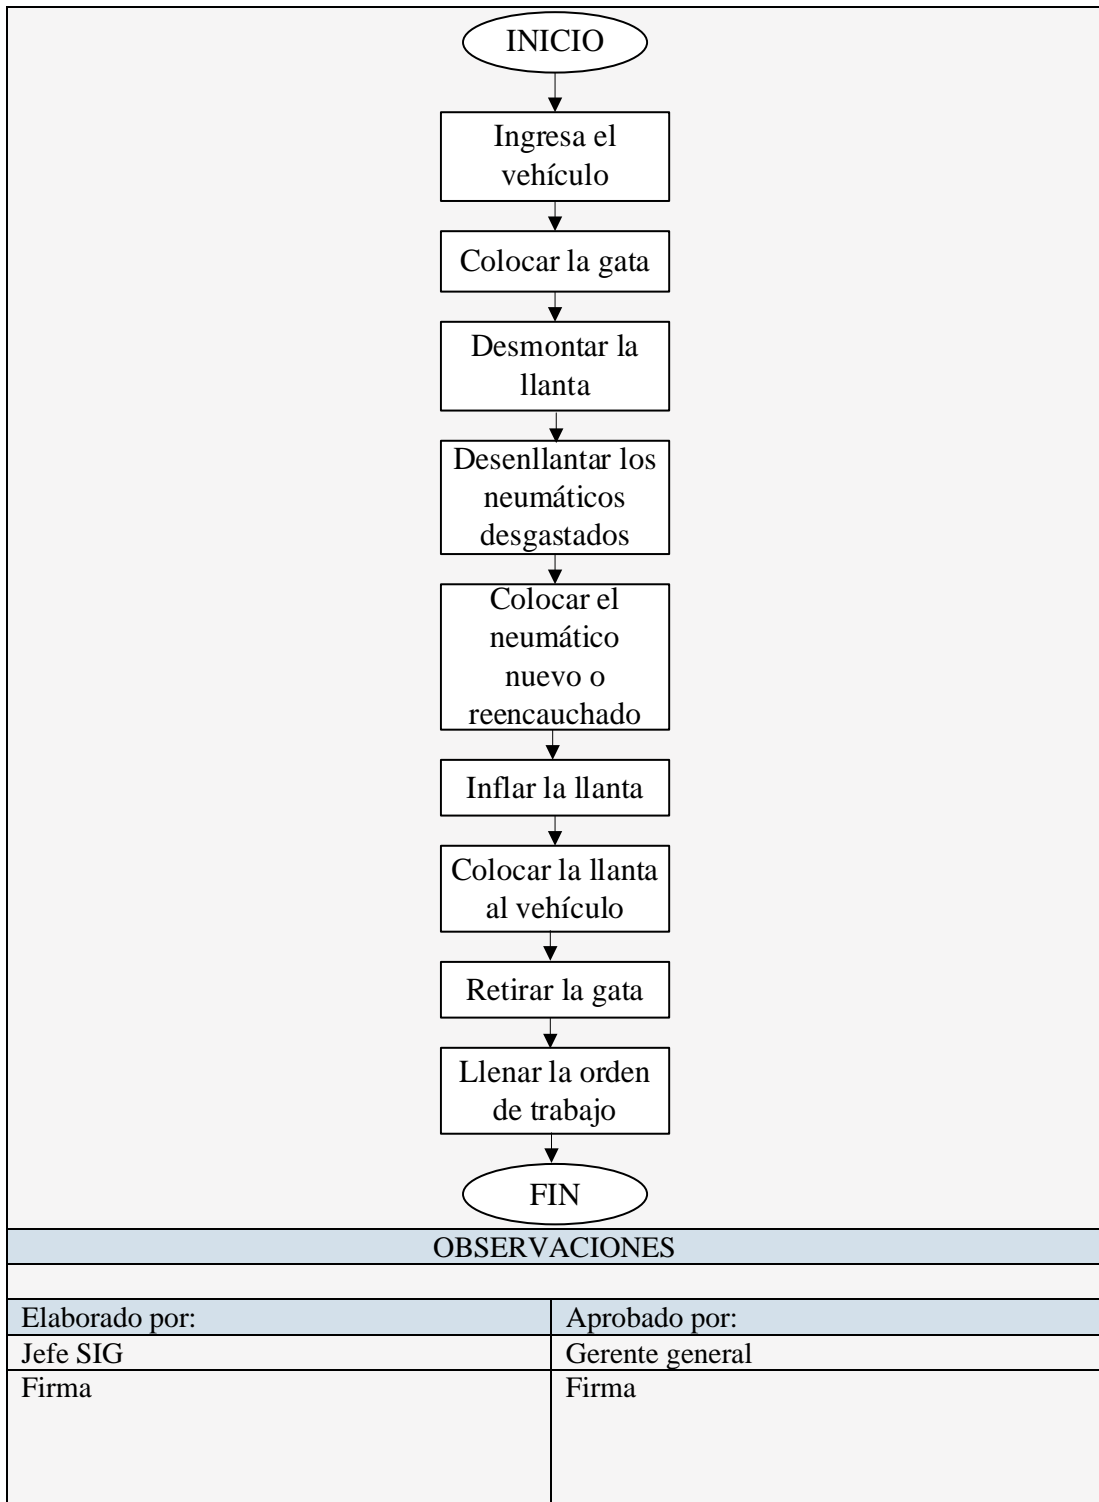 INICIO
Ingresa el
vehículo
Colocar la gata
Desmontar la
llanta
Desenllantar los
neumáticos
desgastados
Colocar el
neumático
nuevo o
reencauchado
Inflar la llanta
Colocar la llanta
al vehículo
Retirar la gata
Llenar la orden
de trabajo
FIN
OBSERVACIONES
Elaborado por: Aprobado por:
Jefe SIG Gerente general
Firma Firma